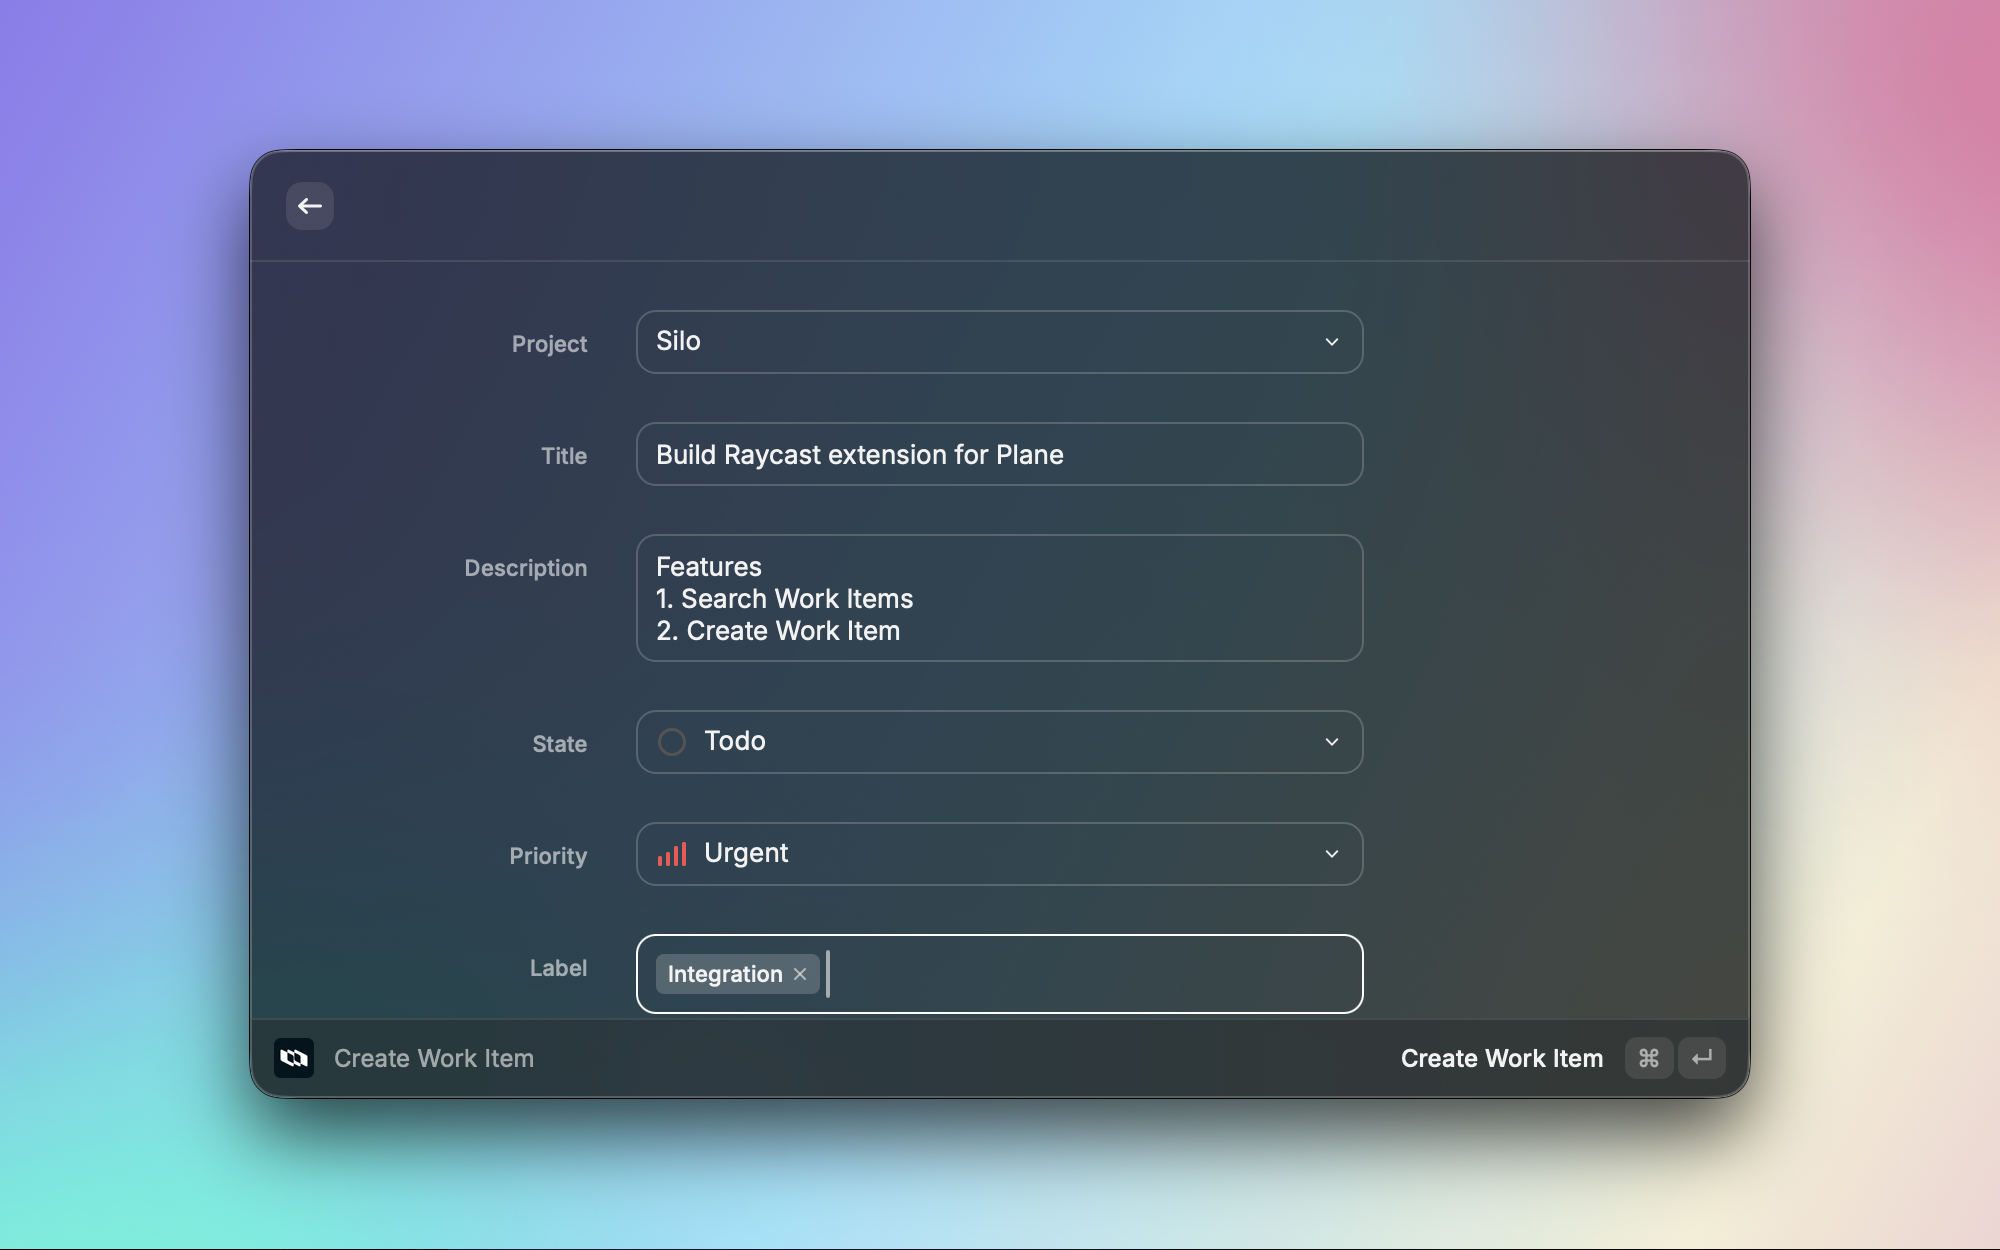 Project
Silo
Title
Build Raycast extension for Plane
Description
Features
1. Search Work Items
2. Create Work Item
State
Todo
Priority
Urgent
Label
Integration
Create Work Item
Create Work Item ⌘ ↵